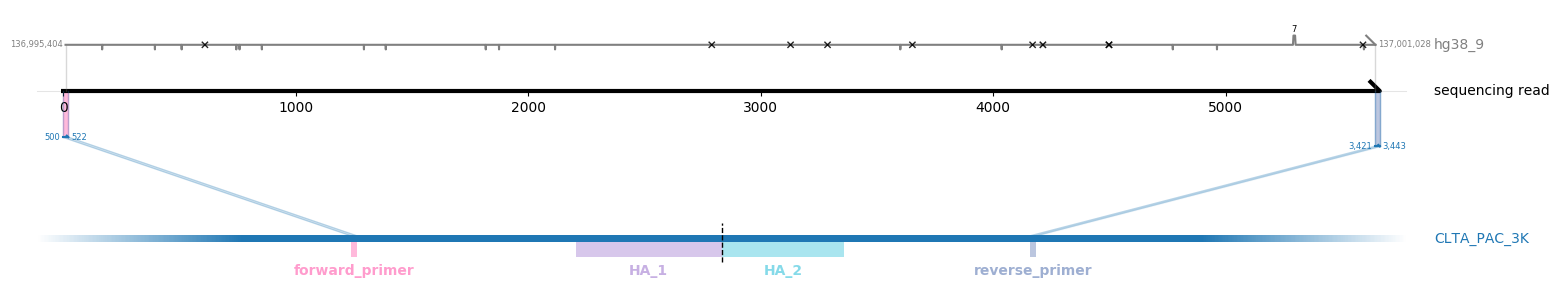 7
136,995,404
137,001,028
hg38_9
sequencing read
0
1000
2000
3000
4000
5000
500
522
3,421
3,443
CLTA_PAC_3K
forward_primer
HA_1
HA_2
reverse_primer